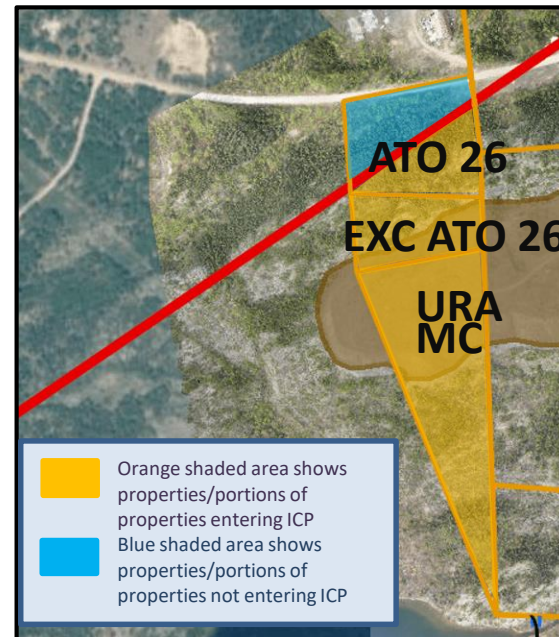 ATO 26
EXC ATO 26
URA
MC
Orange shaded area shows
properties/portions of
properties entering ICP
Blue shaded area shows
properties/portions of
properties not entering ICP